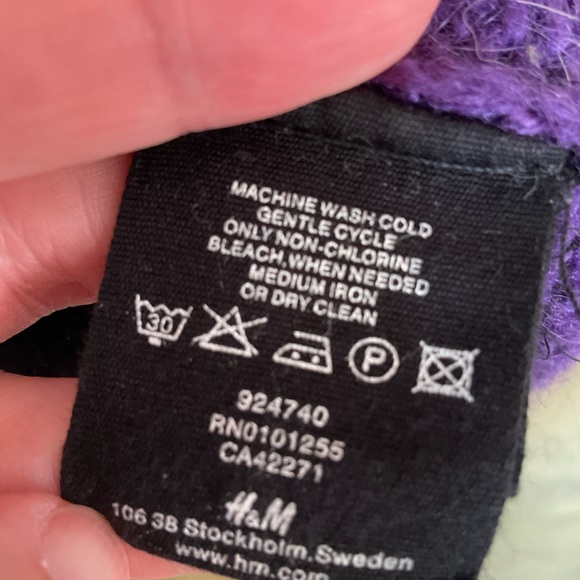 MACHINE WASH COLD
GENTLE CYCLE
ONLY NON-CHLORINE
BLEACH.WHEN NEEDED
MEDIUM IRON
OR DRY CLEAN
30 P
924740
RN0101255
CA42271
H&M
106 38 Stockholm.Sweden
www.hm.com